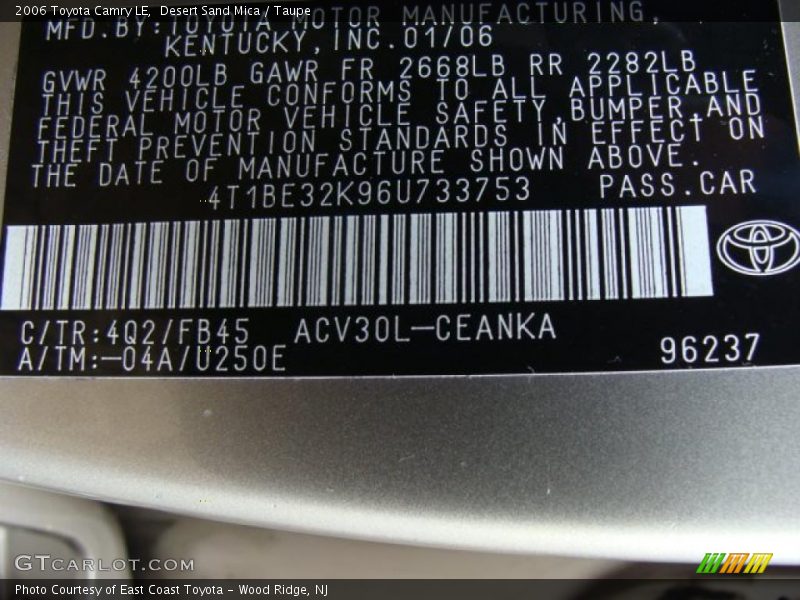 2006 Toyota Camry LE, Desert Sand Mica / Taupe
MFD. BY: TOYOTA MOTOR MANUFACTURING,
KENTUCKY, INC. 01/06
GVWR 4200LB GAWR FR 2668LB RR 2282LB
THIS VEHICLE CONFORMS TO ALL APPLICABLE
FEDERAL MOTOR VEHICLE SAFETY, BUMPER, AND
THEFT PREVENTION STANDARDS IN EFFECT ON
THE DATE OF MANUFACTURE SHOWN ABOVE.
4T1BE32K96U733753 PASS.CAR
C/TR:4Q2/FB45 ACV30L-CEANKA
A/TM:-04A/U250E 96237
GTCARLOT.COM
Photo Courtesy of East Coast Toyota - Wood Ridge, NJ